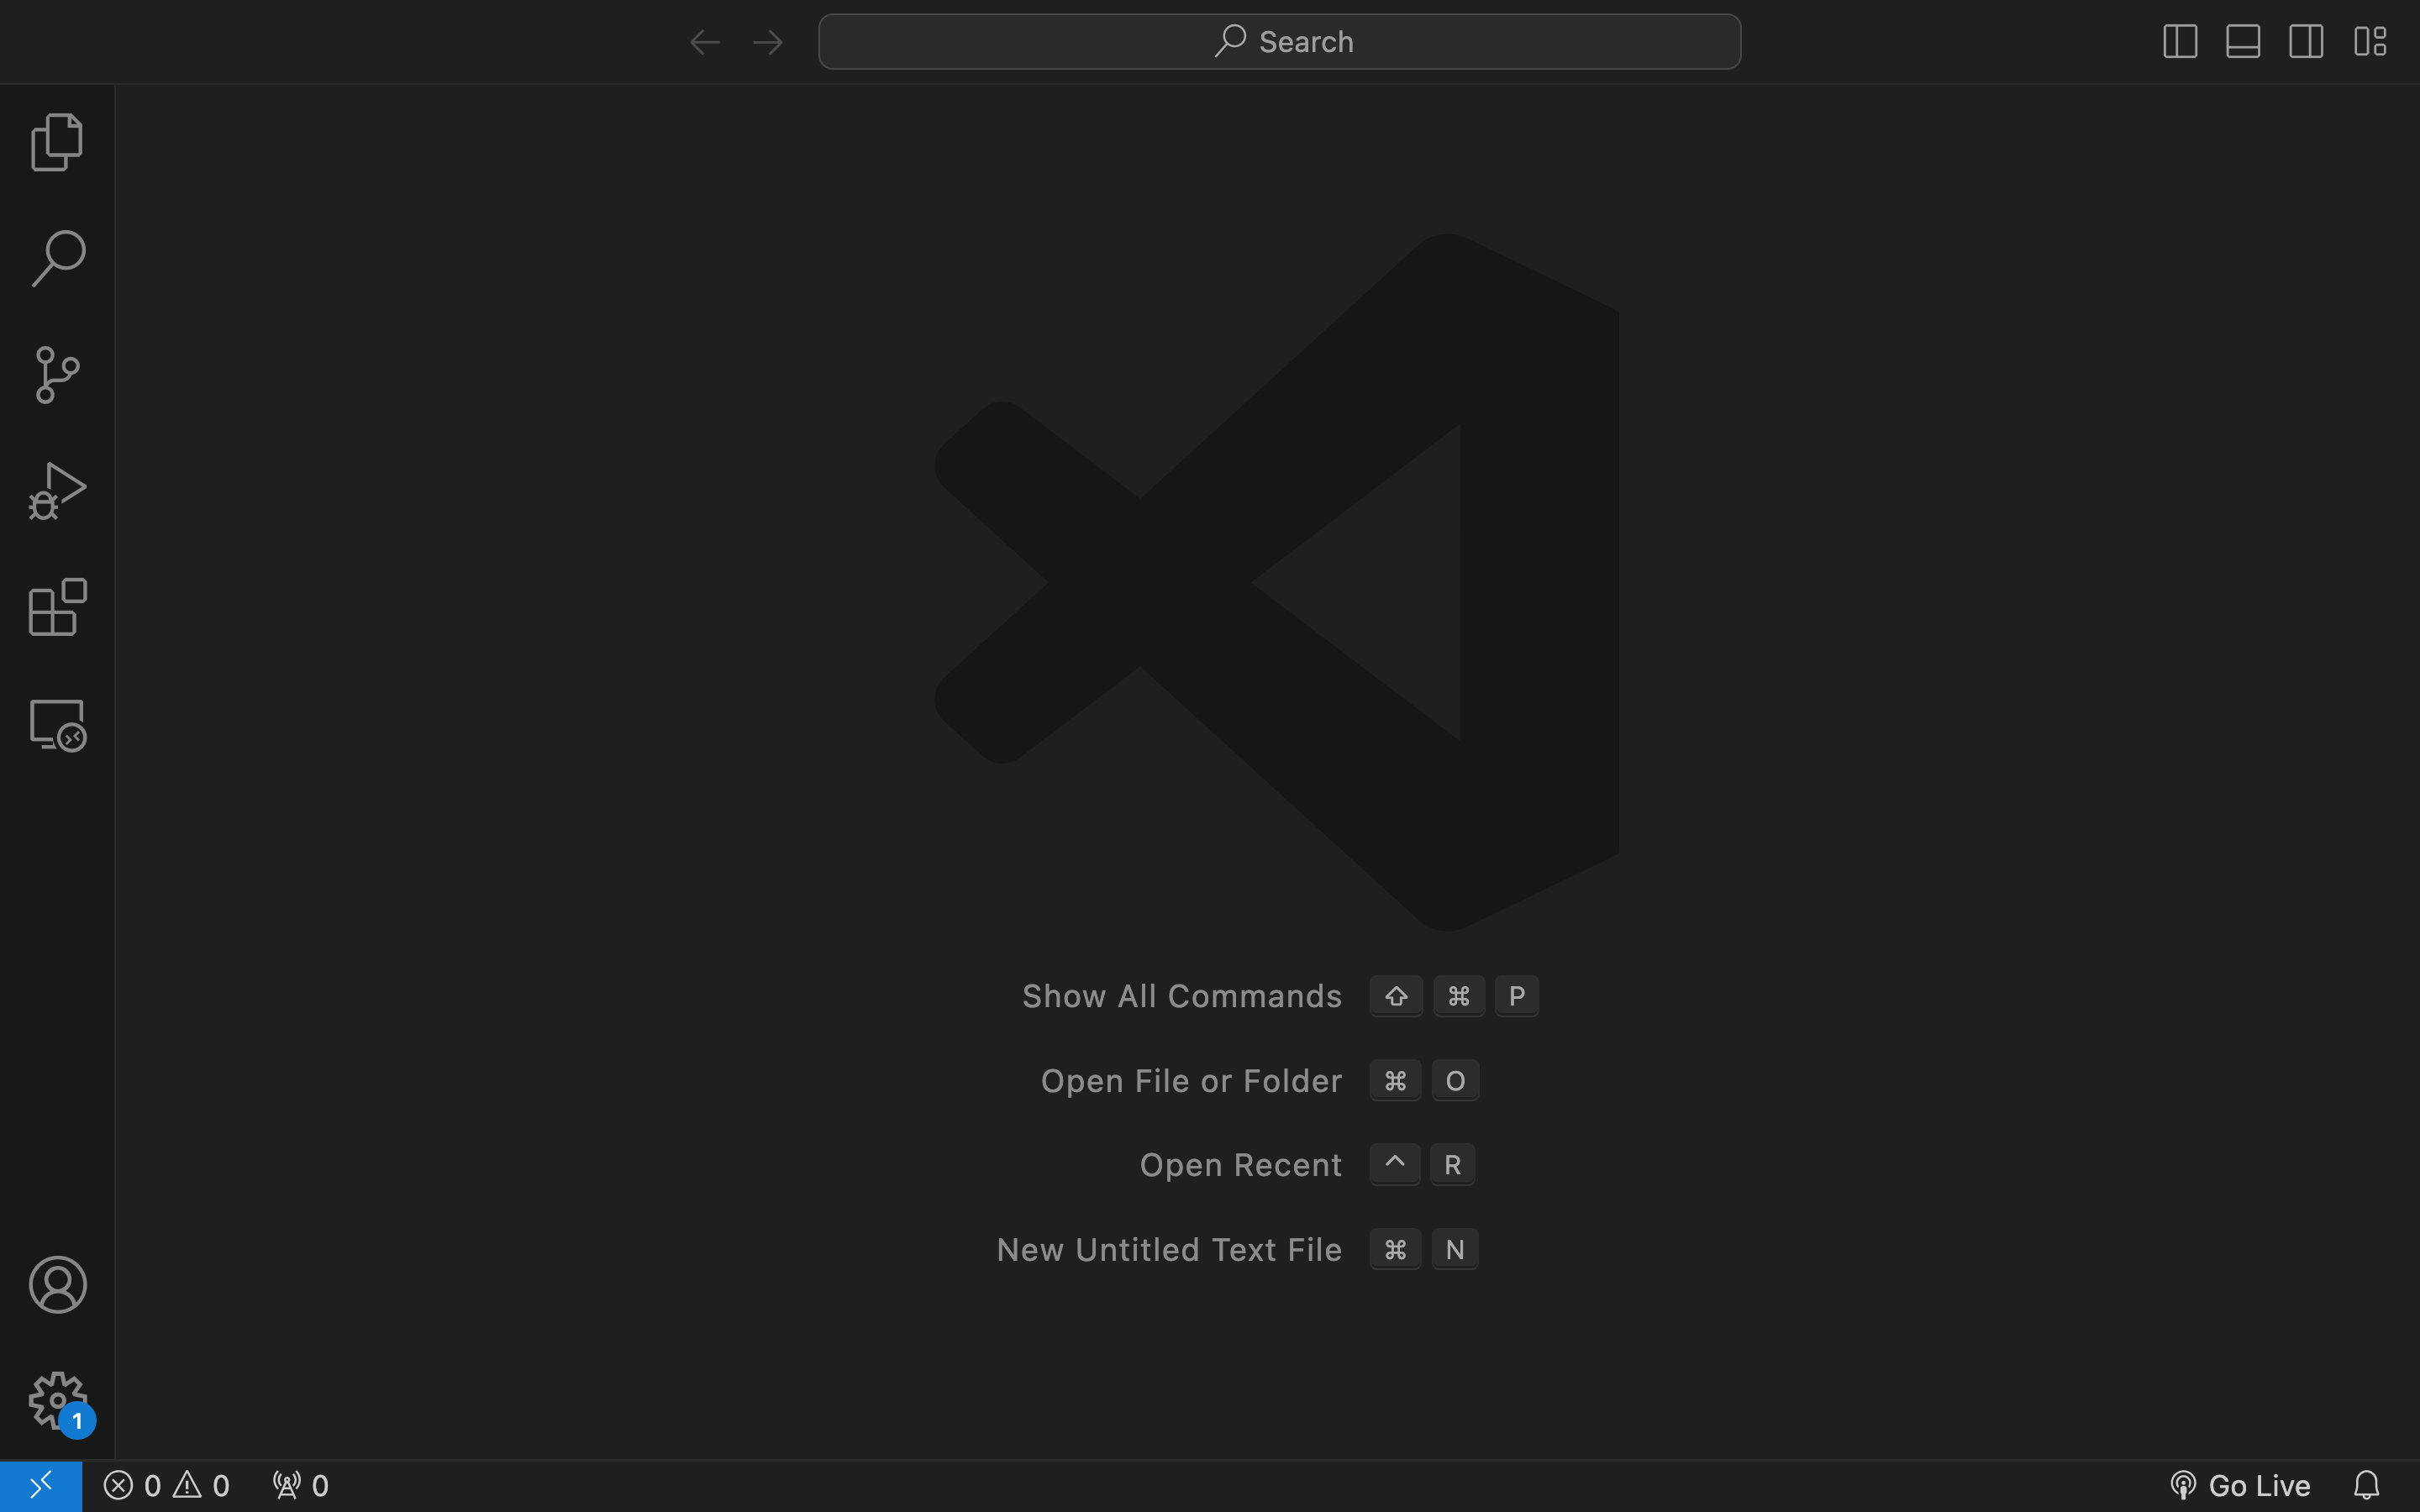 Search
Show All Commands ⇧ ⌘ P
Open File or Folder ⌘ O
Open Recent ^ R
New Untitled Text File ⌘ N
1
0 0 0 Go Live